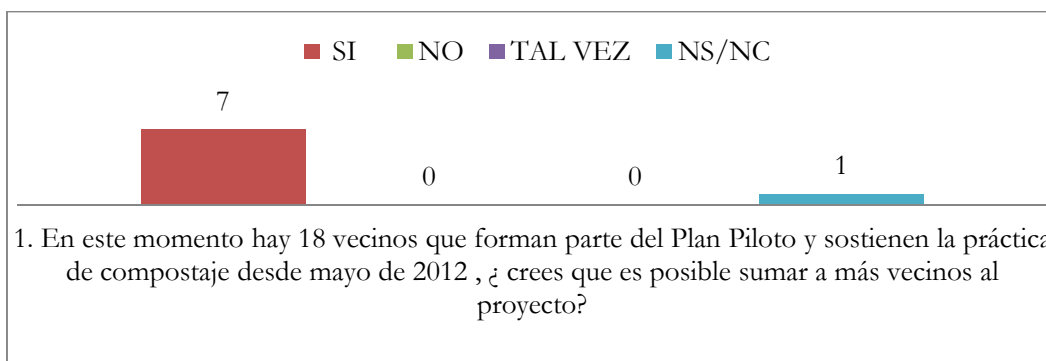 SI NO TAL VEZ NS/NC
7
0
0
1
1. En este momento hay 18 vecinos que forman parte del Plan Piloto y sostienen la práctica
de compostaje desde mayo de 2012 , ¿ crees que es posible sumar a más vecinos al
proyecto?